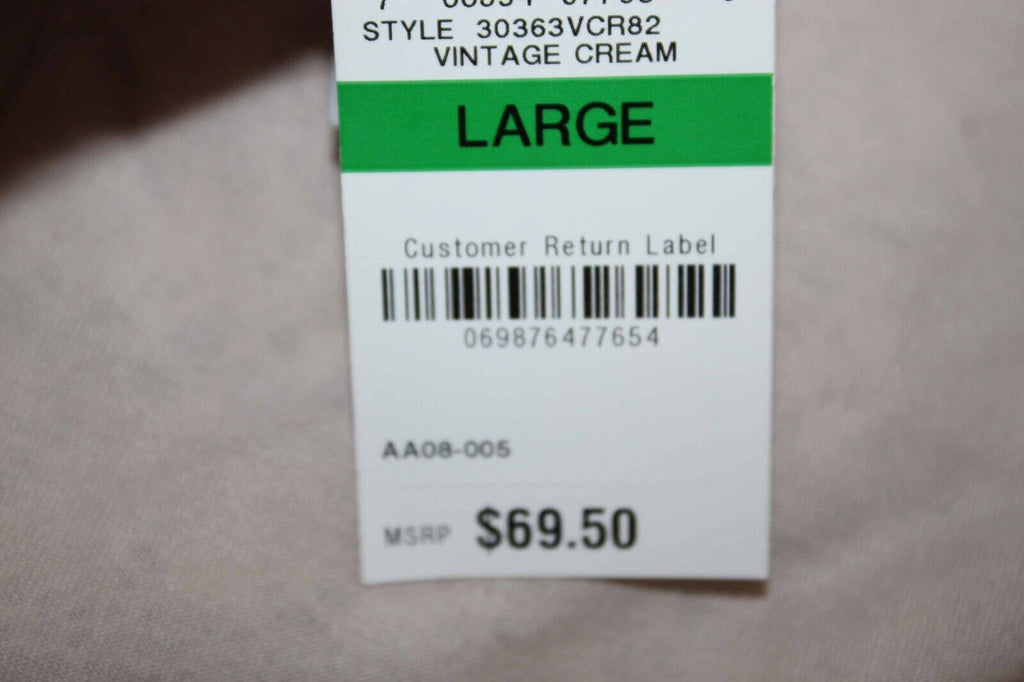 STYLE 30363VCR82
VINTAGE CREAM
LARGE
Customer Return Label
069876477654
AA08-005
MSRP $69.50